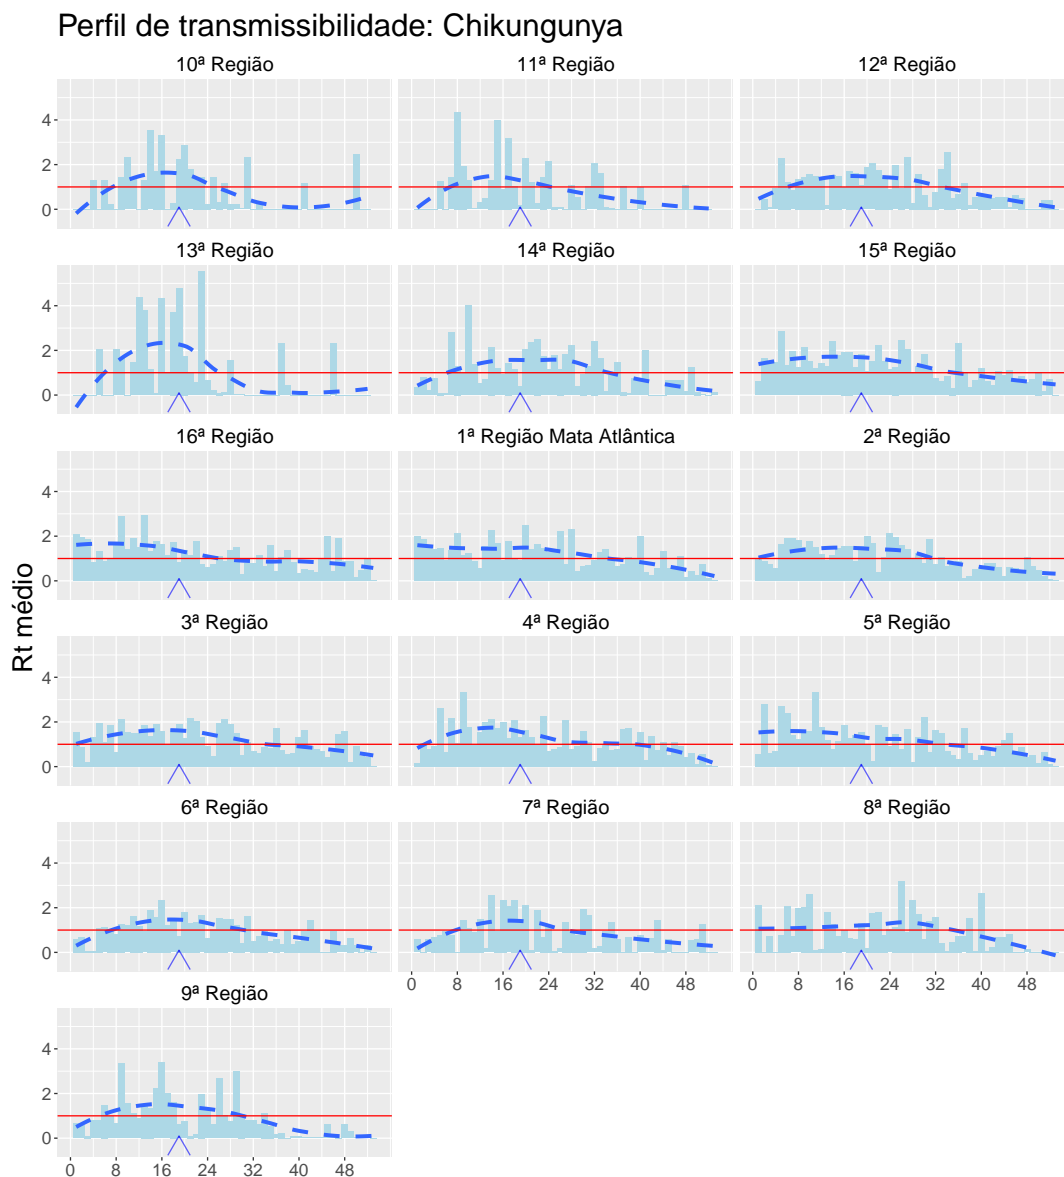 Perfil de transmissibilidade: Chikungunya
10ª Região
11ª Região
12ª Região
4
2
0
13ª Região
14ª Região
15ª Região
4
2
0
16ª Região
1ª Região Mata Atlântica
2ª Região
4
2
0
Rt médio
3ª Região
4ª Região
5ª Região
4
2
0
6ª Região
7ª Região
8ª Região
4
2
0
0 8 16 24 32 40 48
0 8 16 24 32 40 48
9ª Região
4
2
0
0 8 16 24 32 40 48